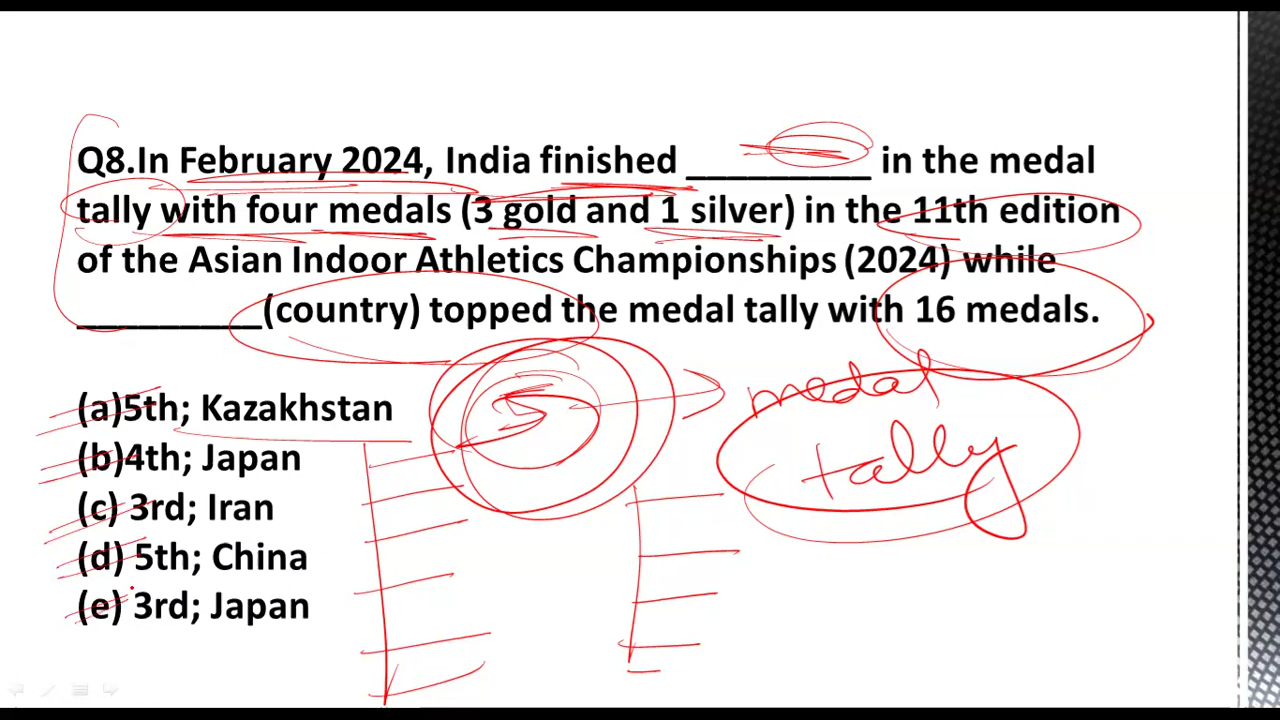 Q8.In February 2024, India finished __________ in the medal
tally with four medals (3 gold and 1 silver) in the 11th edition
of the Asian Indoor Athletics Championships (2024) while
___________(country) topped the medal tally with 16 medals.
(a)5th; Kazakhstan
(b)4th; Japan
(c) 3rd; Iran
(d) 5th; China
(e) 3rd; Japan
medal
tally